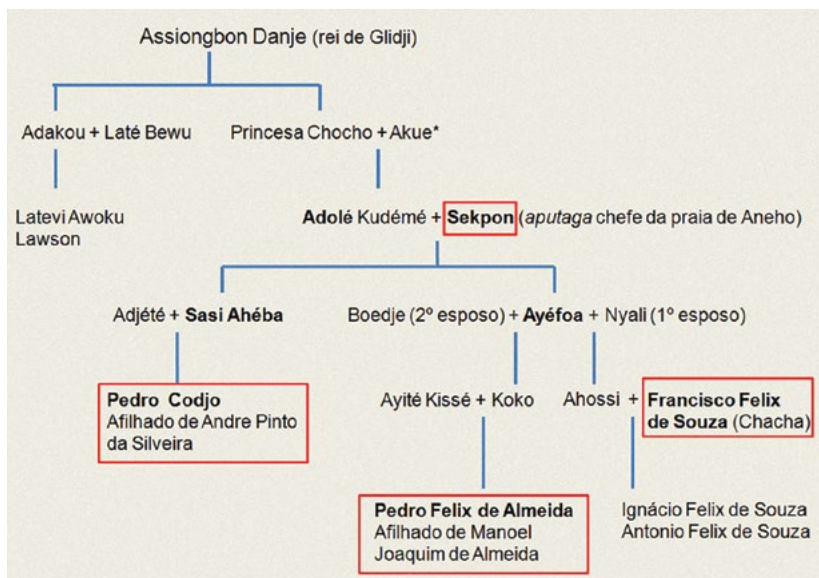 Assiongbon Danje (rei de Glidji)
Adakou + Laté Bewu
Princesa Chocho + Akue*
Latevi Awoku
Lawson
Adolé Kudémé + Sekpon (aputaga chefe da praia de Aneho)
Adjété + Sasi Ahéba
Boedje (2º esposo) + Ayéfoa + Nyali (1º esposo)
Pedro Codjo
Afilhado de Andre Pinto
da Silveira
Ayité Kissé + Koko
Ahossi + Francisco Felix
de Souza (Chacha)
Pedro Felix de Almeida
Afilhado de Manoel
Joaquim de Almeida
Ignácio Felix de Souza
Antonio Felix de Souza